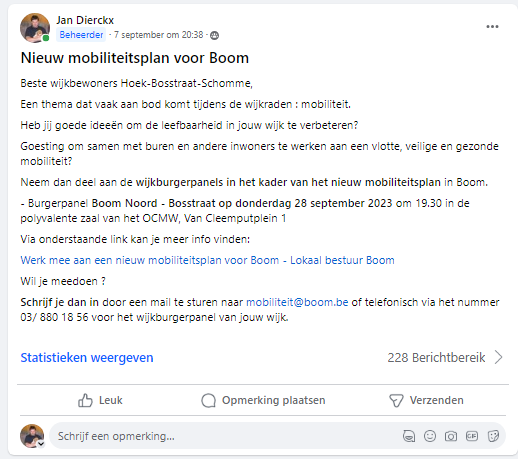 Jan Dierckx
Beheerder · 7 september om 20:38 ·
Nieuw mobiliteitsplan voor Boom
Beste wijkbewoners Hoek-Bosstraat-Schomme,
Een thema dat vaak aan bod komt tijdens de wijkraden : mobiliteit.
Heb jij goede ideeën om de leefbaarheid in jouw wijk te verbeteren?
Goesting om samen met buren en andere inwoners te werken aan een vlotte, veilige en gezonde
mobiliteit?
Neem dan deel aan de wijkburgerpanels in het kader van het nieuw mobiliteitsplan in Boom.
- Burgerpanel Boom Noord - Bosstraat op donderdag 28 september 2023 om 19.30 in de
polyvalente zaal van het OCMW, Van Cleemputplein 1
Via onderstaande link kan je meer info vinden:
Werk mee aan een nieuw mobiliteitsplan voor Boom - Lokaal bestuur Boom
Wil je meedoen ?
Schrijf je dan in door een mail te sturen naar mobiliteit@boom.be of telefonisch via het nummer
03/ 880 18 56 voor het wijkburgerpanel van jouw wijk.
Statistieken weergeven
228 Berichtbereik
Leuk
Opmerking plaatsen
Verzenden
Schrijf een opmerking...
GIF